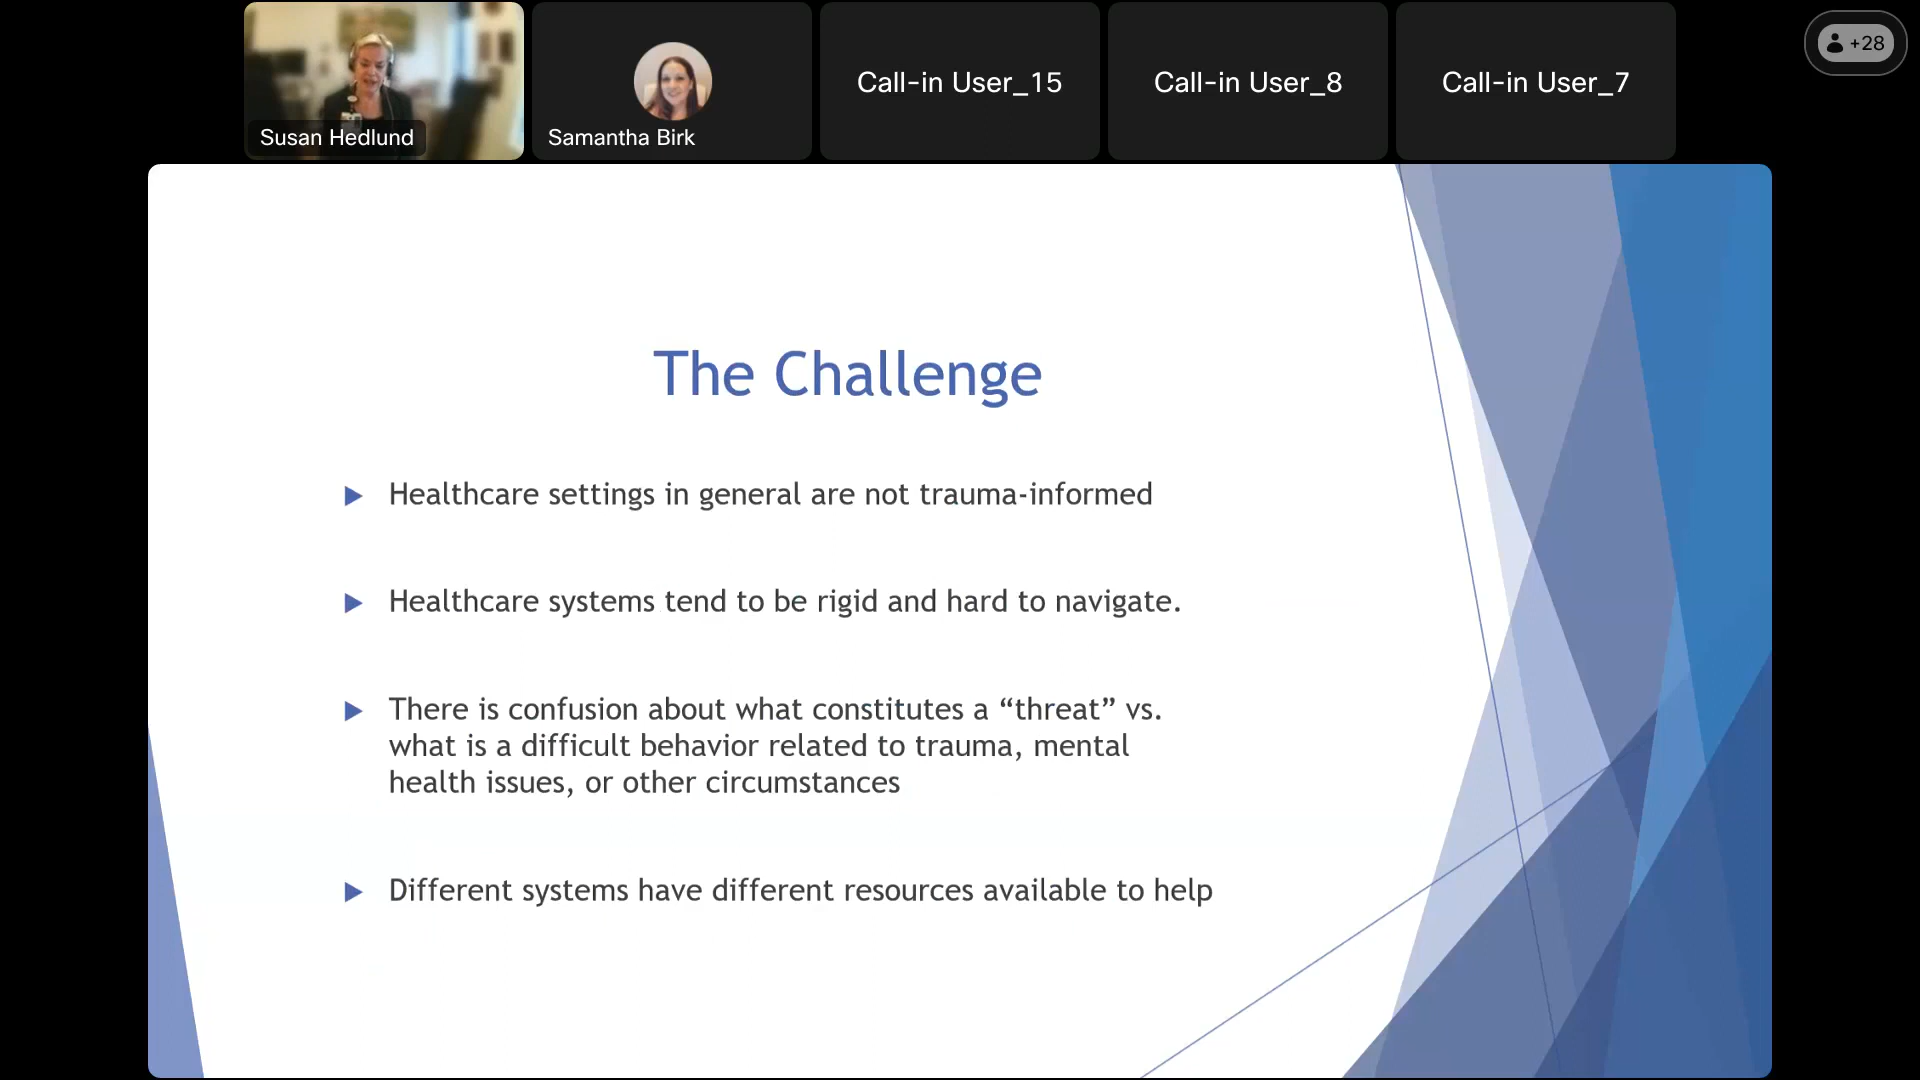 Susan Hedlund
Samantha Birk
Call-in User_15
Call-in User_8
Call-in User_7
+28
The Challenge
Healthcare settings in general are not trauma-informed
Healthcare systems tend to be rigid and hard to navigate.
There is confusion about what constitutes a “threat” vs.
what is a difficult behavior related to trauma, mental
health issues, or other circumstances
Different systems have different resources available to help